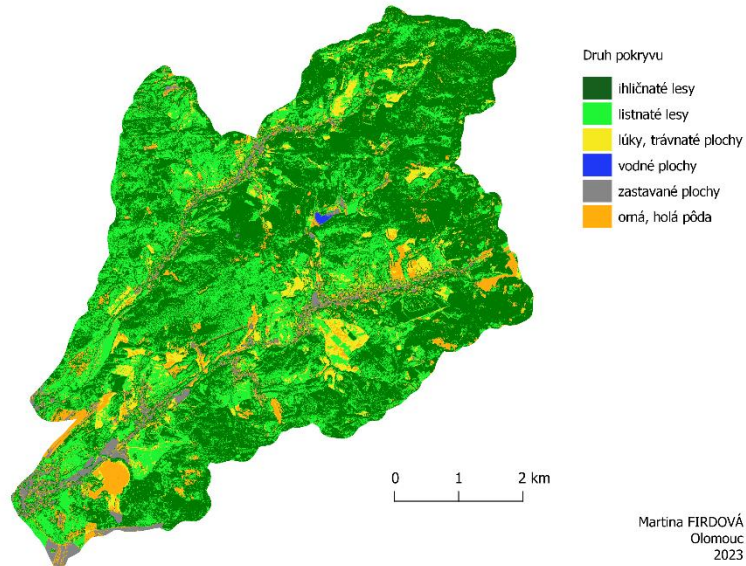 Druh pokryvu
ihličnaté lesy
listnaté lesy
lúky, trávnaté plochy
vodné plochy
zastavané plochy
orná, holá pôda
0 1 2 km
Martina FIRDOVÁ
Olomouc
2023